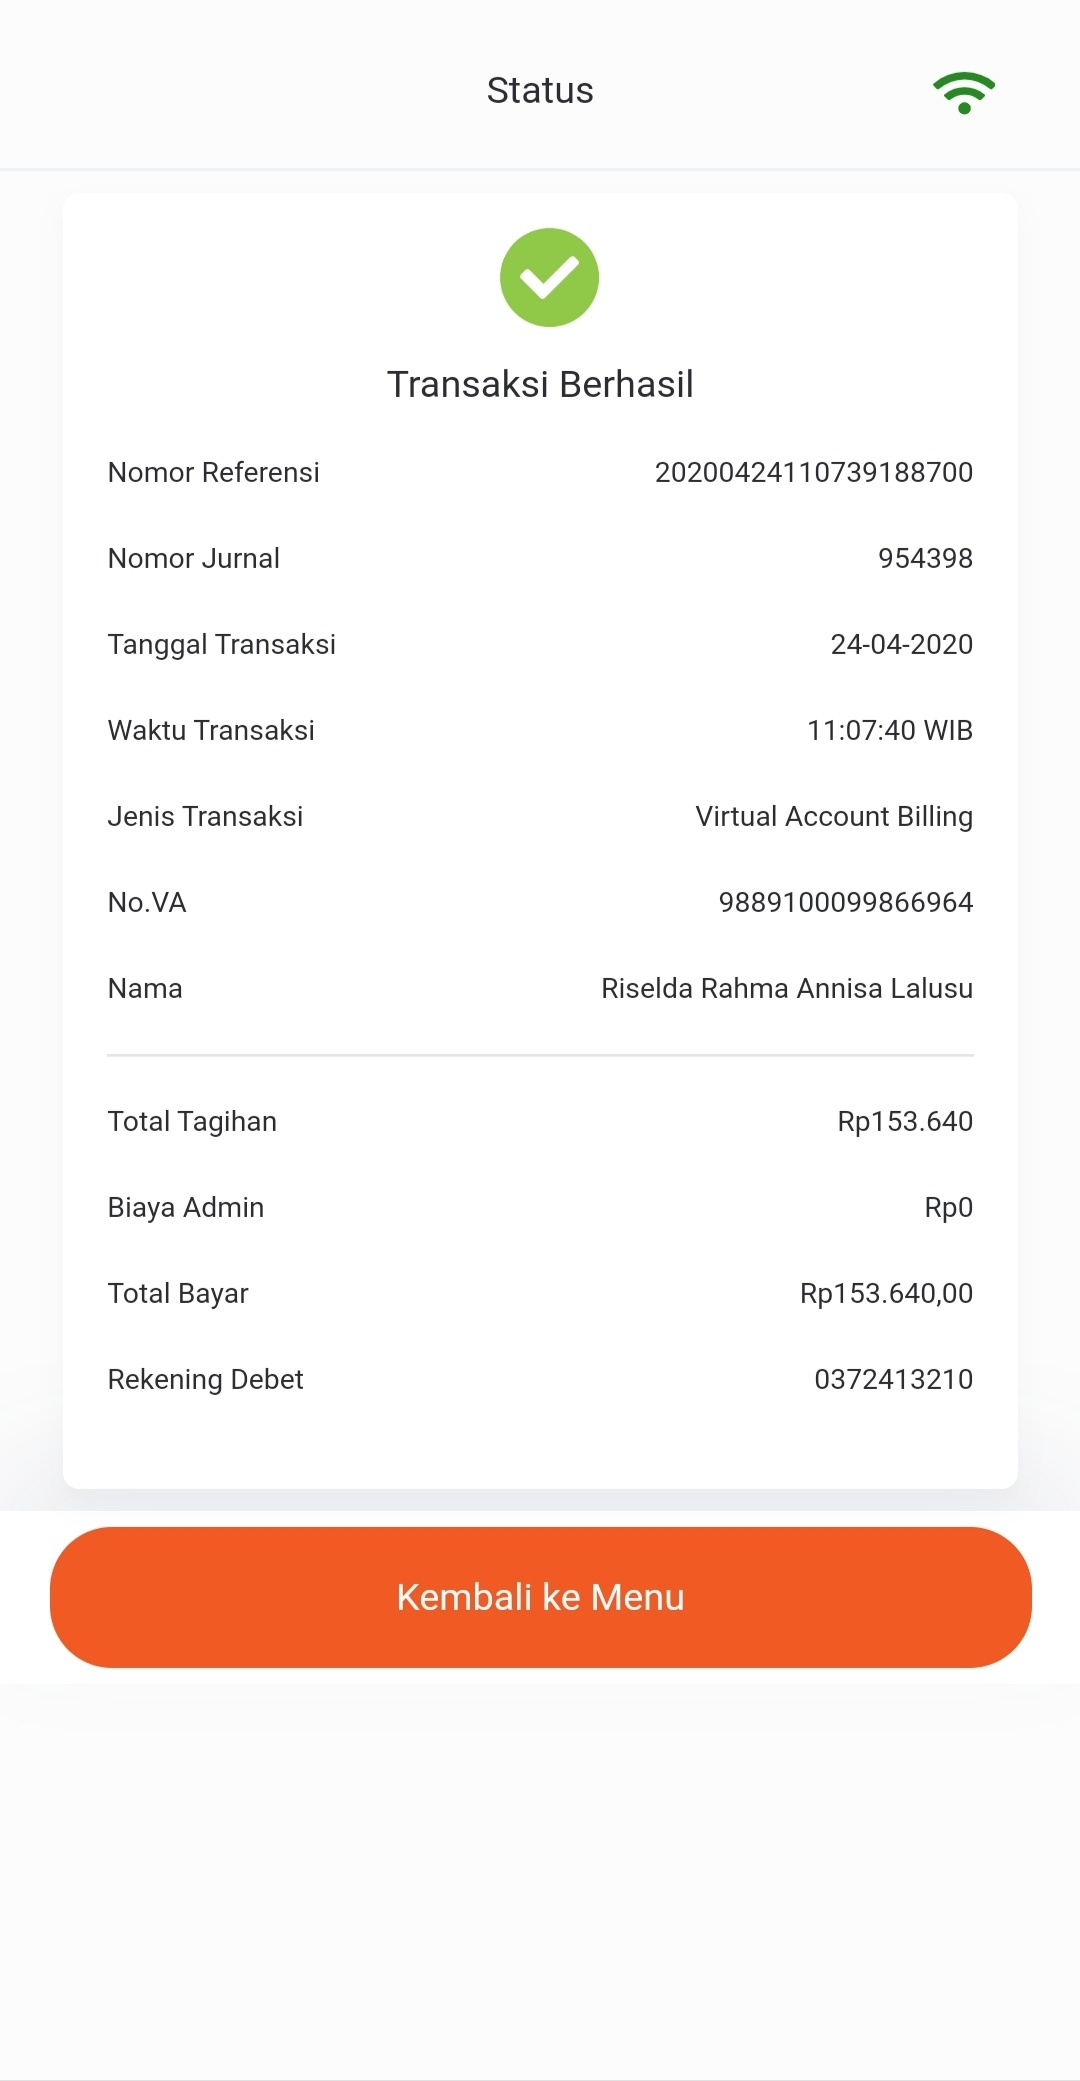 Status
Transaksi Berhasil
Nomor Referensi 20200424110739188700
Nomor Jurnal 954398
Tanggal Transaksi 24-04-2020
Waktu Transaksi 11:07:40 WIB
Jenis Transaksi Virtual Account Billing
No.VA 9889100099866964
Nama Riselda Rahma Annisa Lalusu
Total Tagihan Rp153.640
Biaya Admin Rp0
Total Bayar Rp153.640,00
Rekening Debet 0372413210
Kembali ke Menu